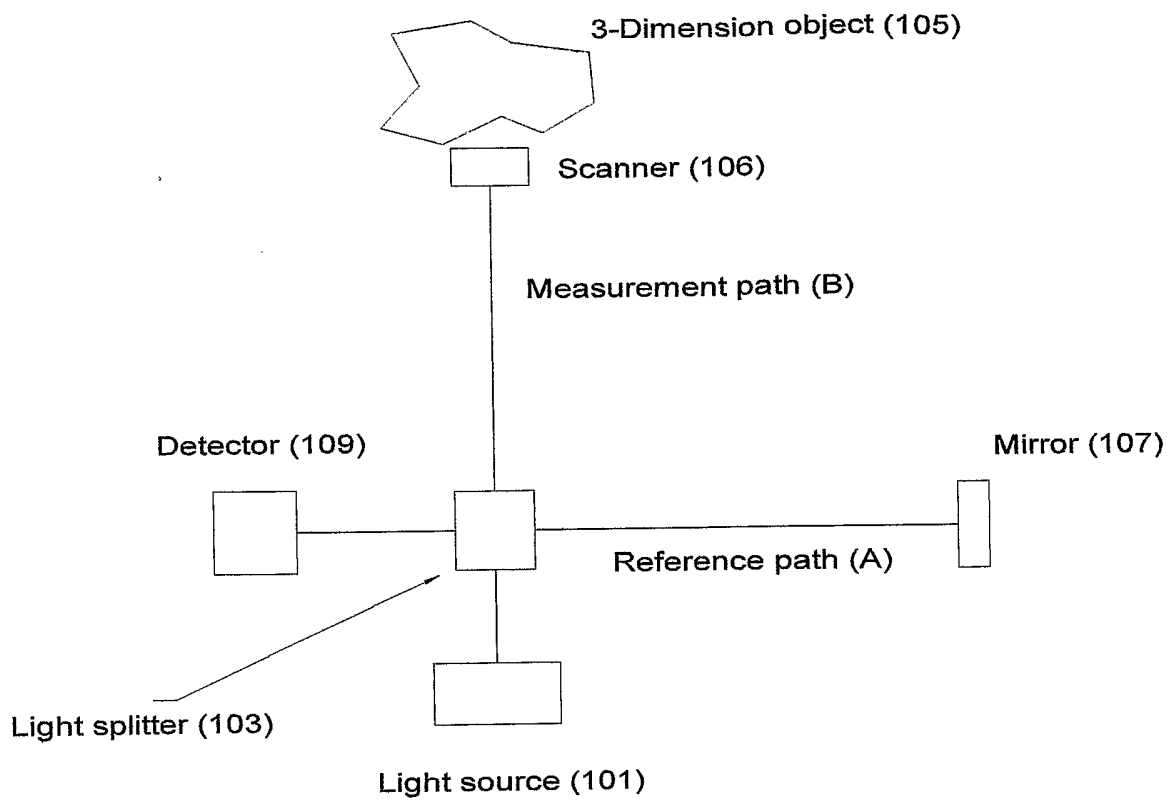 3-Dimension object (105)
Scanner (106)
Measurement path (B)
Detector (109)
Mirror (107)
Reference path (A)
Light splitter (103)
Light source (101)